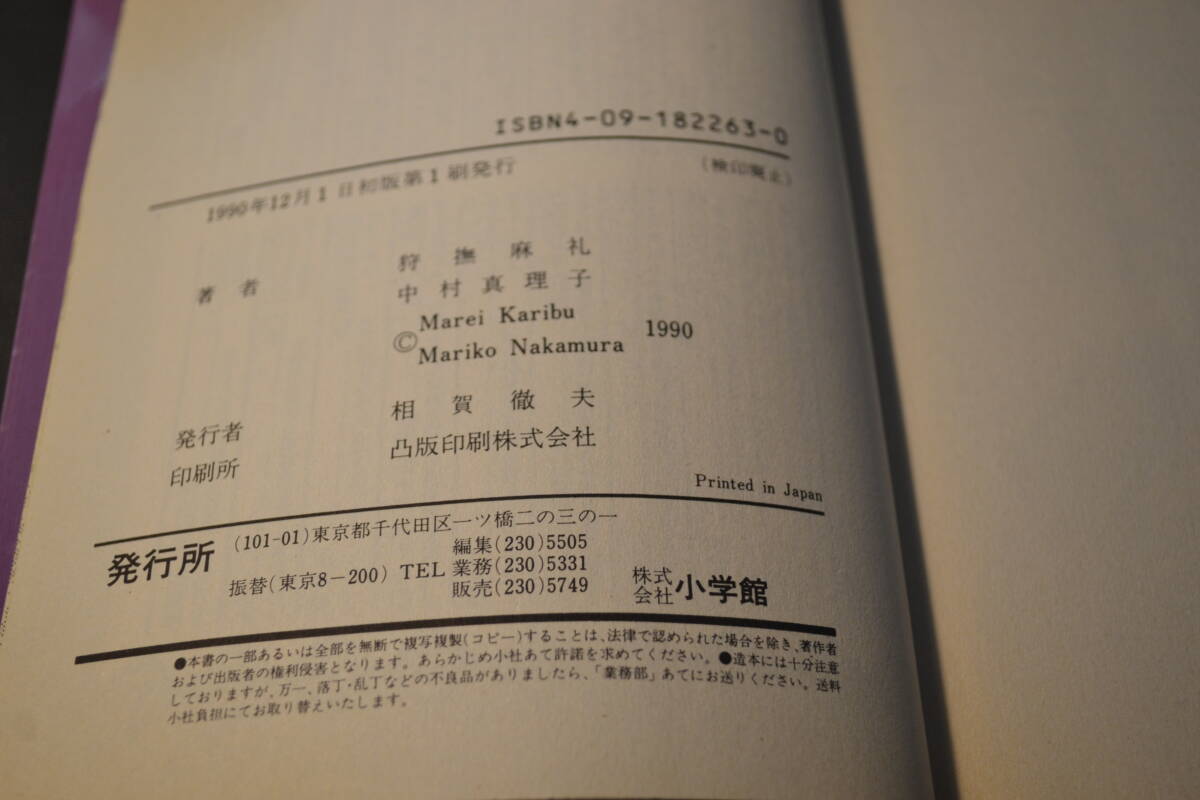 ISBN4-09-182263-0
1990年12月1日初版第1刷発行 (検印廃止)
著者 狩撫麻礼
中村真理子
© Marei Karibu
Mariko Nakamura 1990
発行者 相賀徹夫
印刷所 凸版印刷株式会社
Printed in Japan
(101-01)東京都千代田区一ツ橋二の三の一
発行所 振替(東京8-200) TEL 編集(230)5505
業務(230)5331
販売(230)5749
株式会社 小学館
●本書の一部あるいは全部を無断で複写複製(コピー)することは、法律で認められた場合を除き、著作者
および出版者の権利侵害となります。あらかじめ小社あて許諾を求めてください。●造本には十分注意
しておりますが、万一、落丁・乱丁などの不良品がありましたら、「業務部」あてにお送りください。送料
小社負担にてお取り替えいたします。